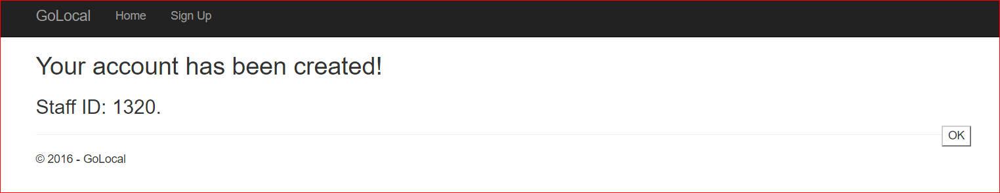 GoLocal Home Sign Up
Your account has been created!
Staff ID: 1320.
OK
© 2016 - GoLocal